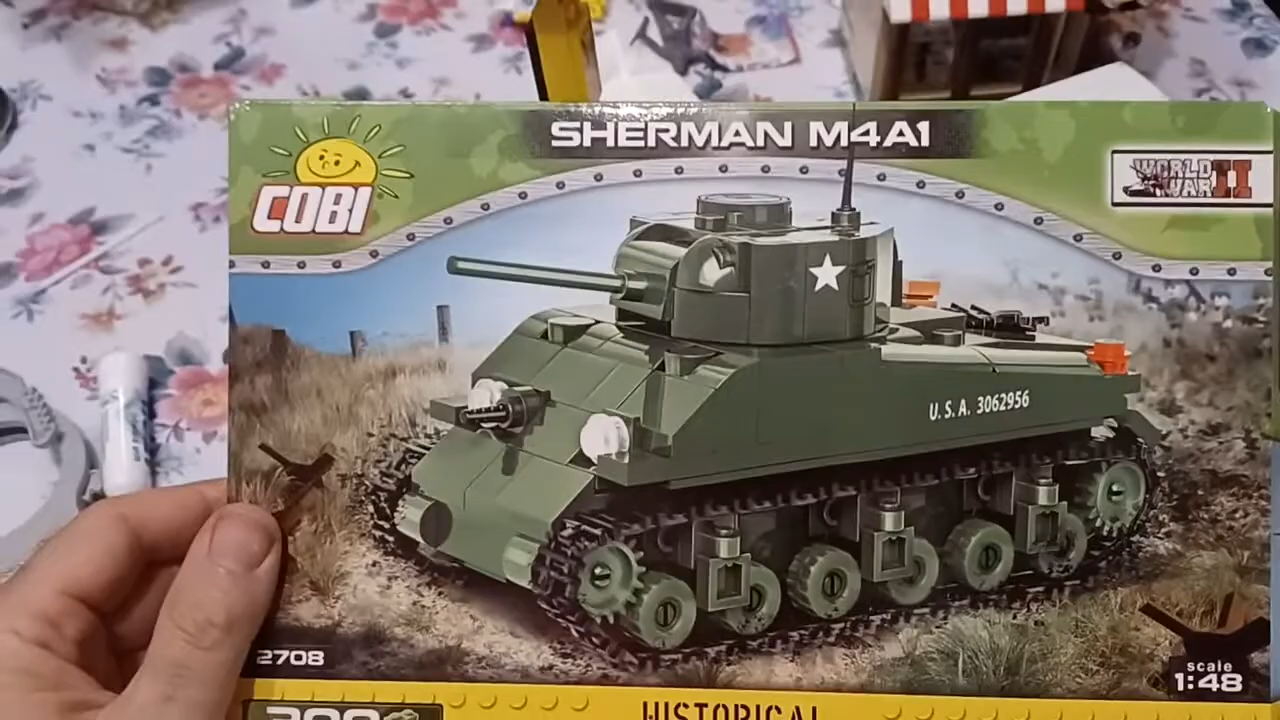 SHERMAN M4A1
COBI
WORLD
WAR II
U.S.A. 3062956
2708
scale
1:48
HISTORICAL